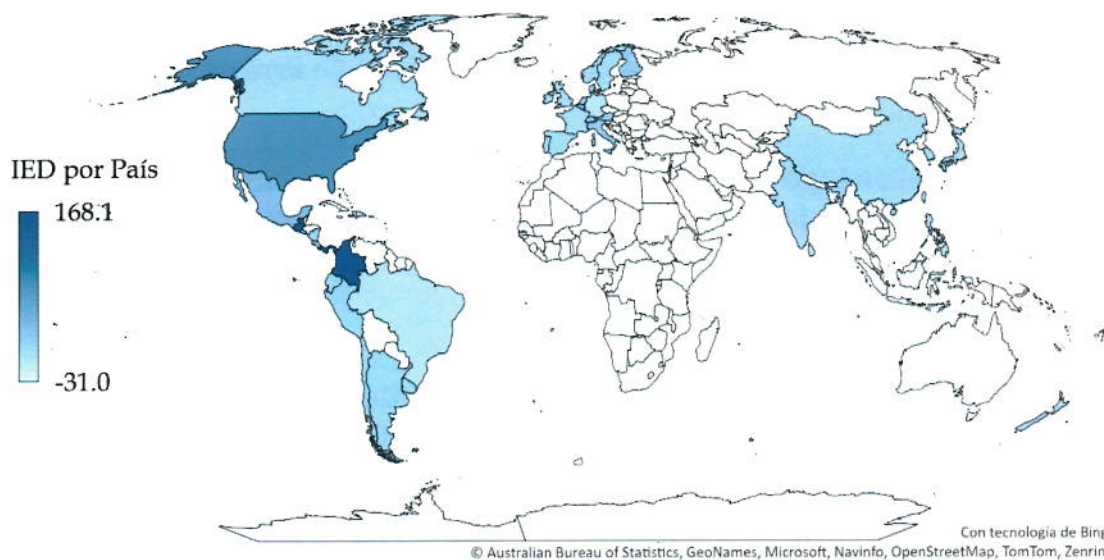 IED por País
168.1
-31.0
Con tecnología de Bing
© Australian Bureau of Statistics, GeoNames, Microsoft, Navinfo, OpenStreetMap, TomTom, Zenrin